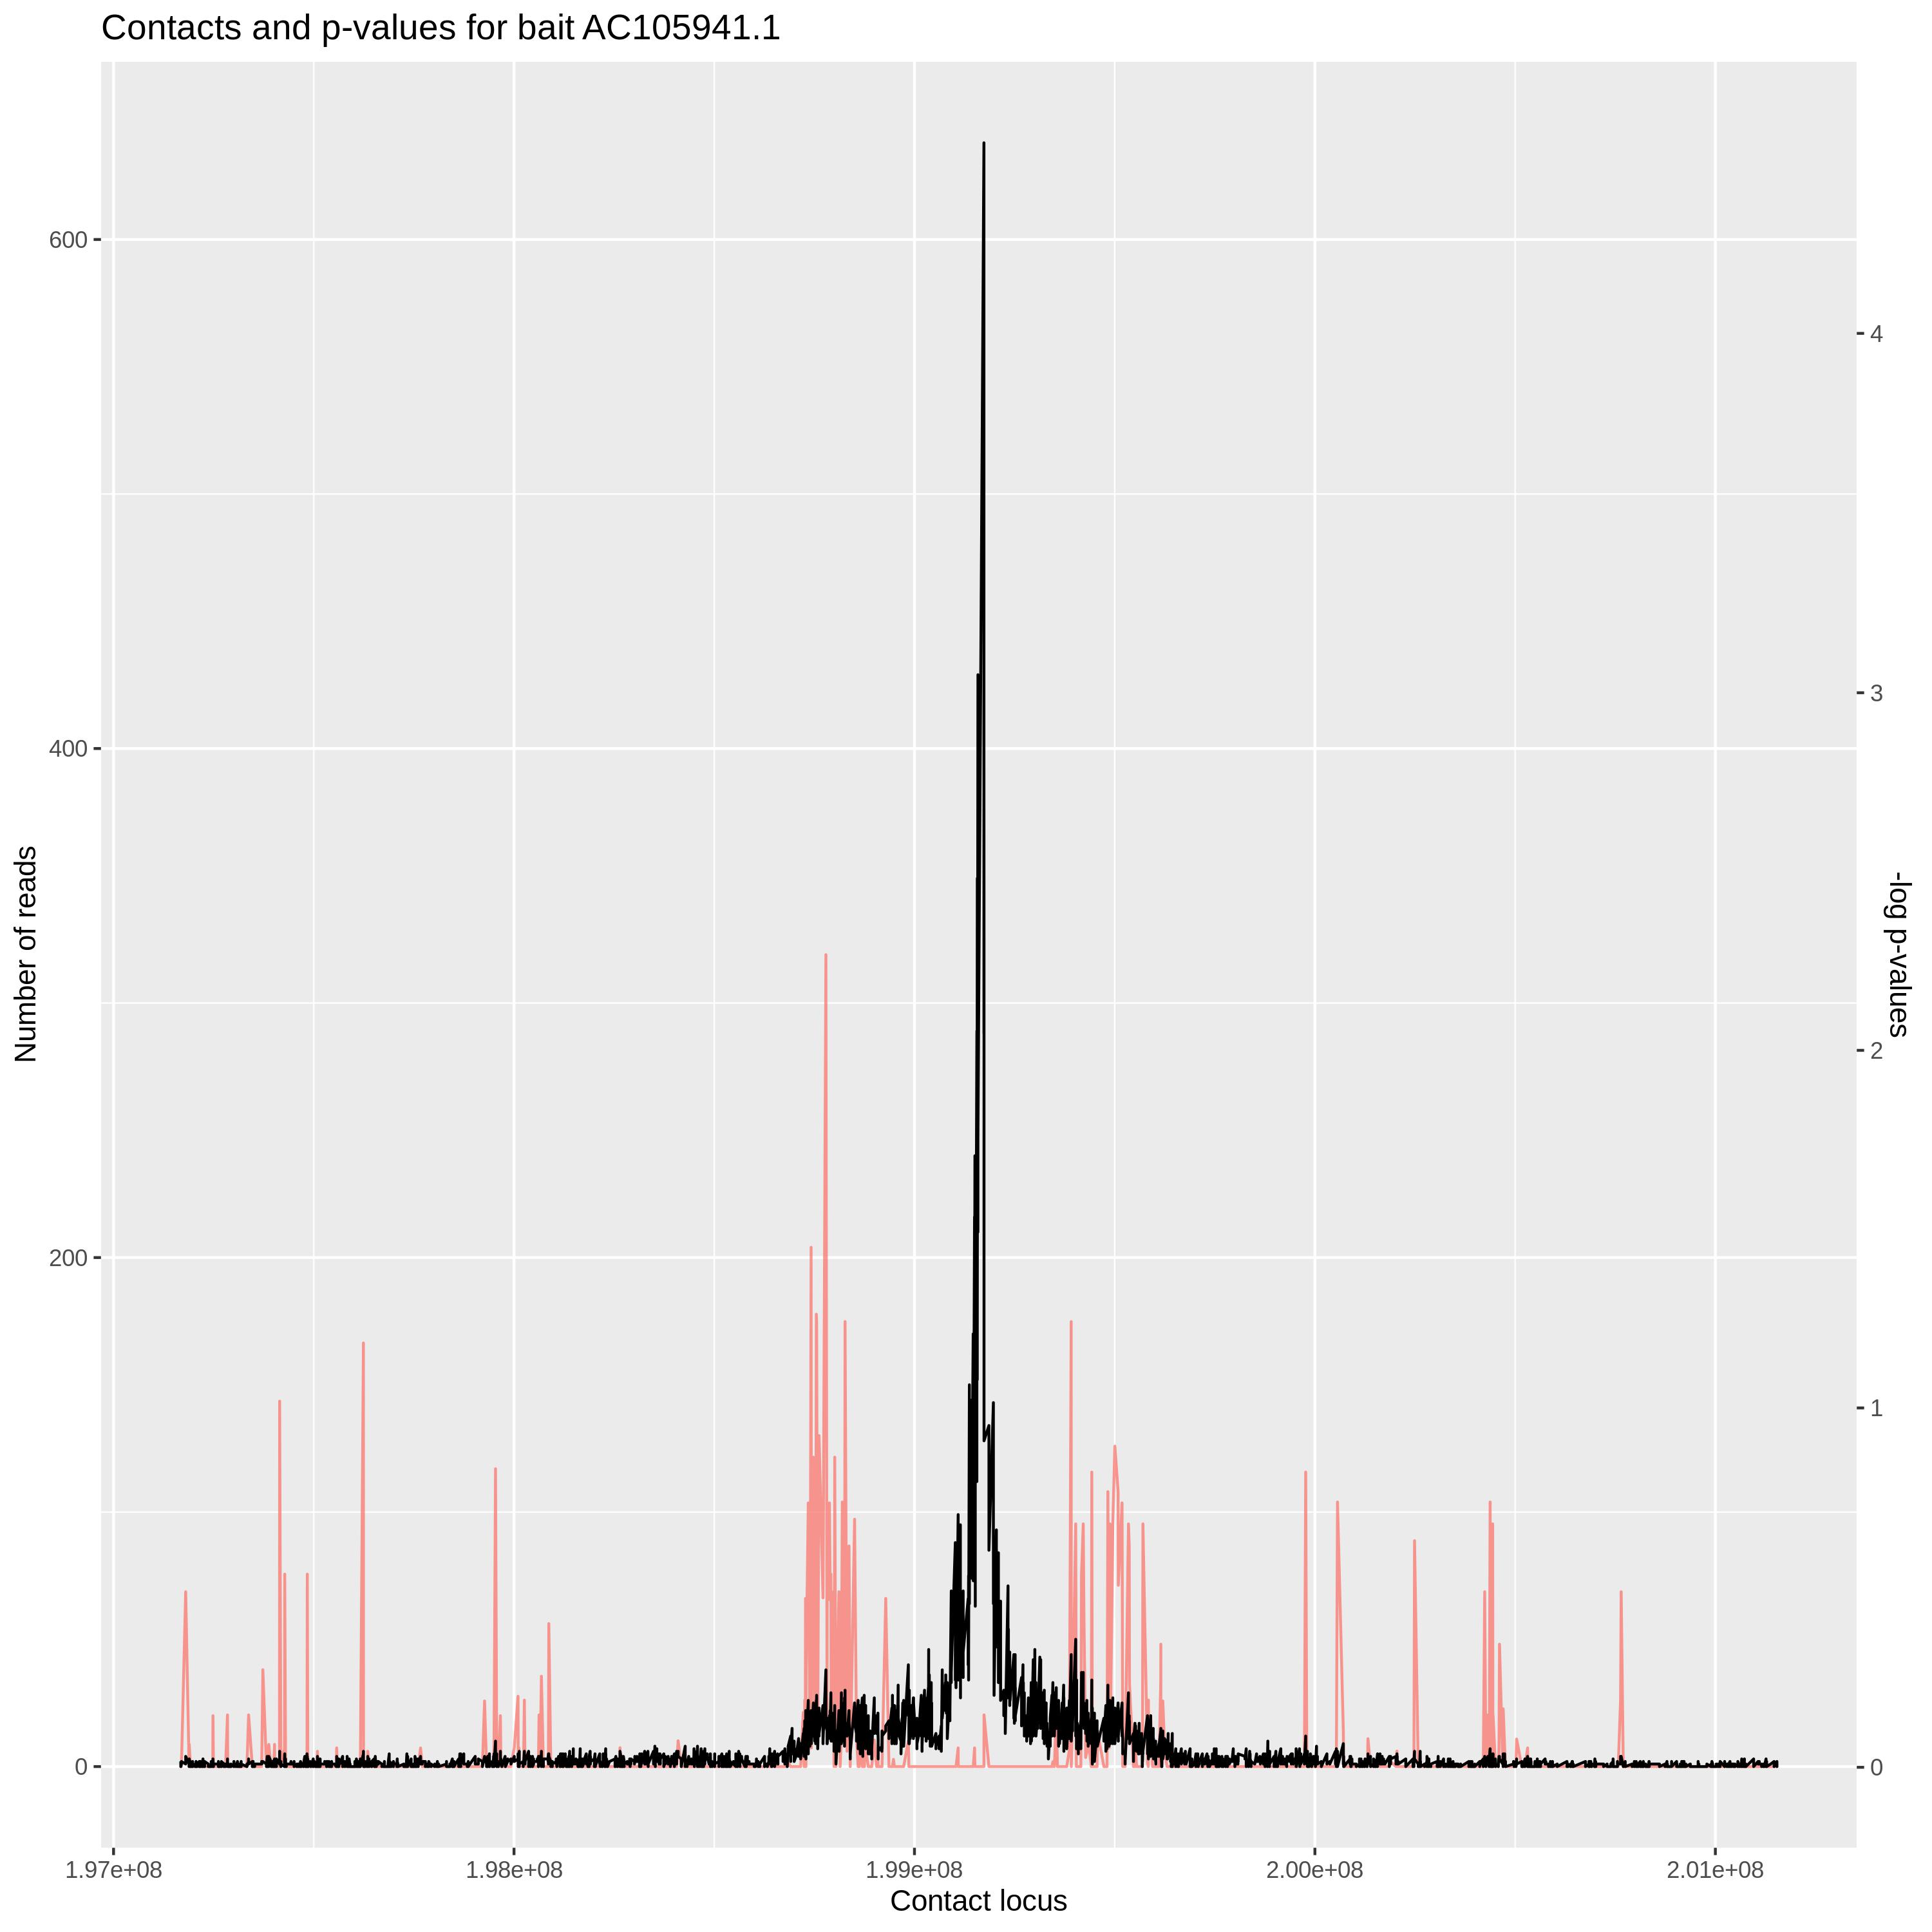 Contacts and p-values for bait AC105941.1
600
400
200
0
Number of reads
4
3
2
1
0
-log p-values
1.97e+08
1.98e+08
1.99e+08
2.00e+08
2.01e+08
Contact locus